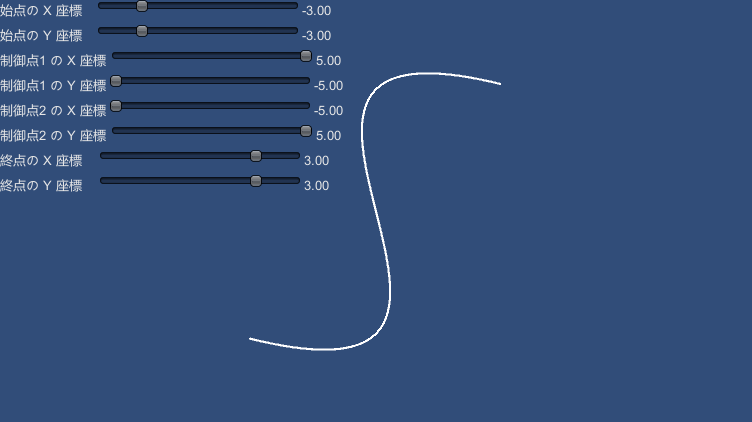 始点の X 座標 -3.00
始点の Y 座標 -3.00
制御点1 の X 座標 5.00
制御点1 の Y 座標 -5.00
制御点2 の X 座標 -5.00
制御点2 の Y 座標 5.00
終点の X 座標 3.00
終点の Y 座標 3.00